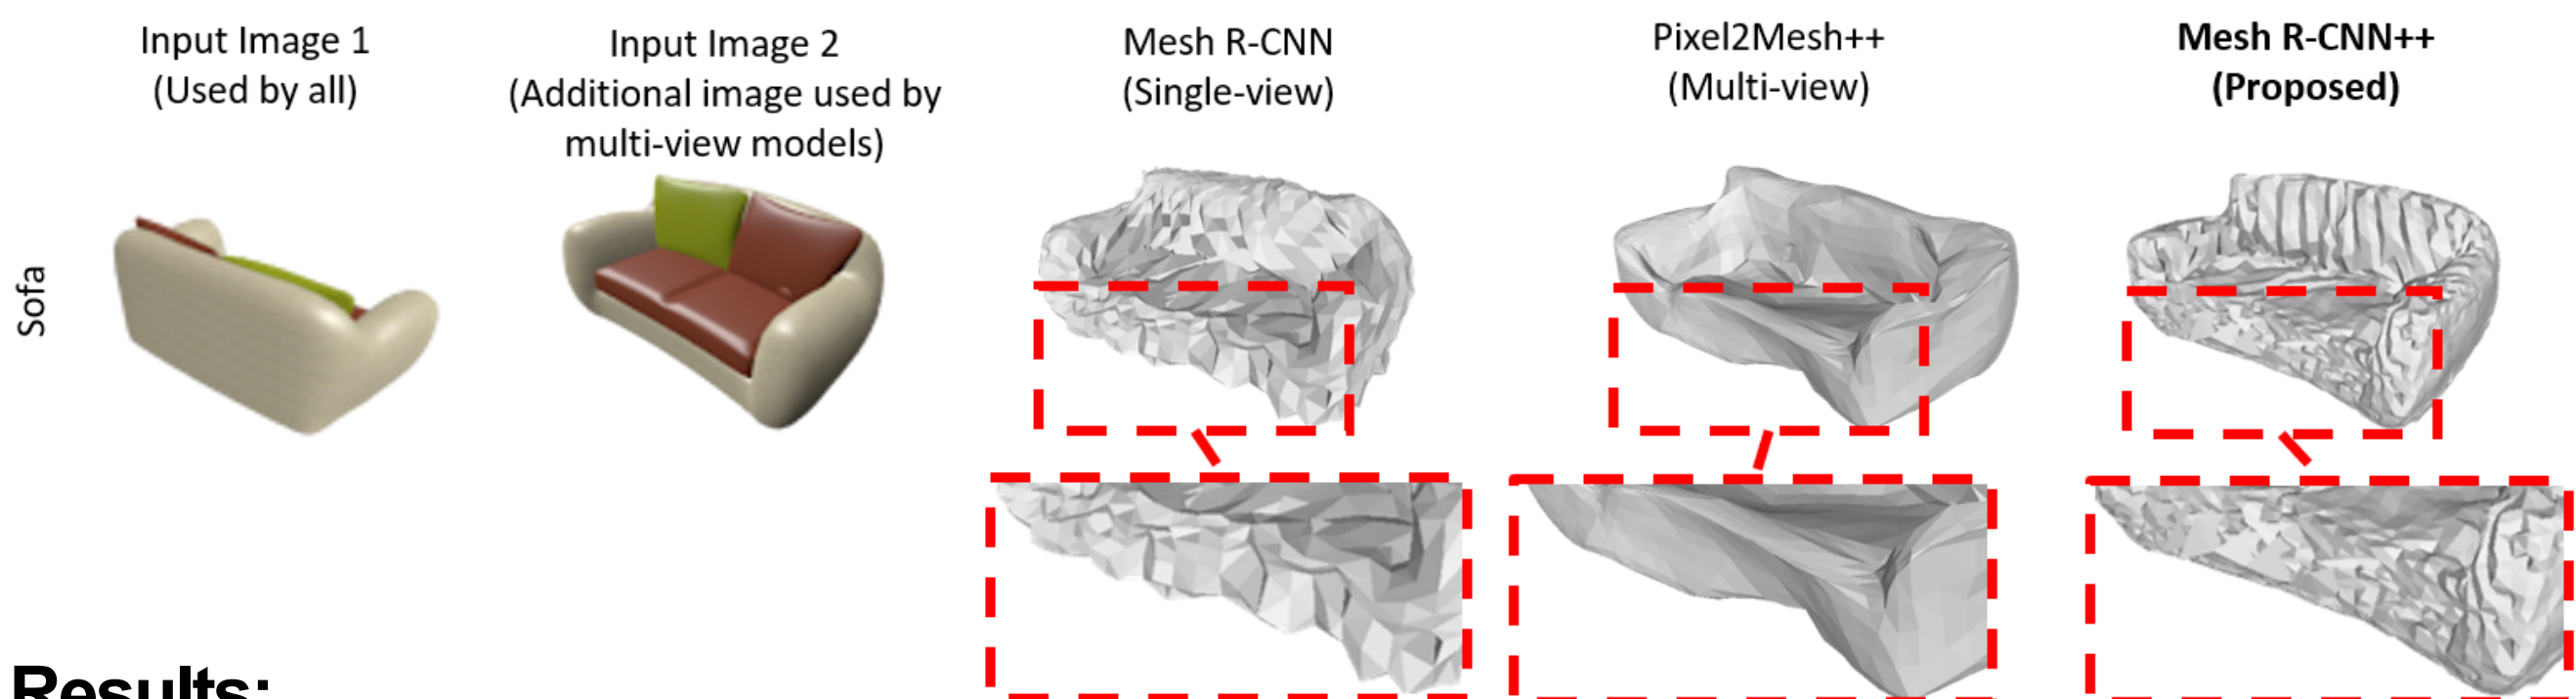 Input Image 1
(Used by all)
Input Image 2
(Additional image used by
multi-view models)
Mesh R-CNN
(Single-view)
Pixel2Mesh++
(Multi-view)
Mesh R-CNN++
(Proposed)
Sofa
Results: